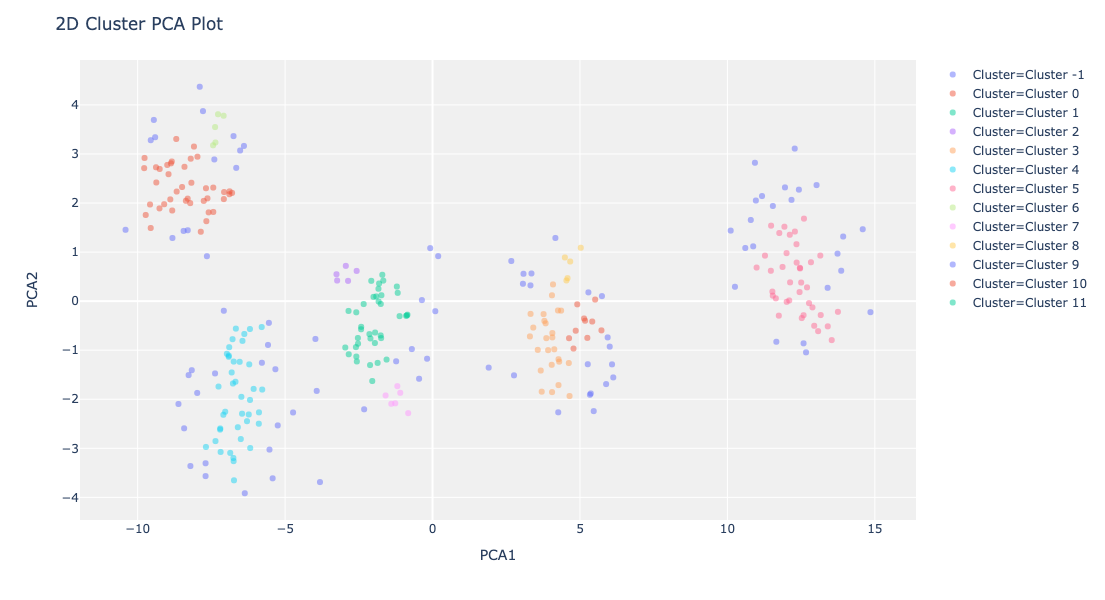 2D Cluster PCA Plot
4
3
2
1
0
−1
−2
−3
−4
−10
−5
0
5
10
15
PCA1
PCA2
Cluster=Cluster -1
Cluster=Cluster 0
Cluster=Cluster 1
Cluster=Cluster 2
Cluster=Cluster 3
Cluster=Cluster 4
Cluster=Cluster 5
Cluster=Cluster 6
Cluster=Cluster 7
Cluster=Cluster 8
Cluster=Cluster 9
Cluster=Cluster 10
Cluster=Cluster 11